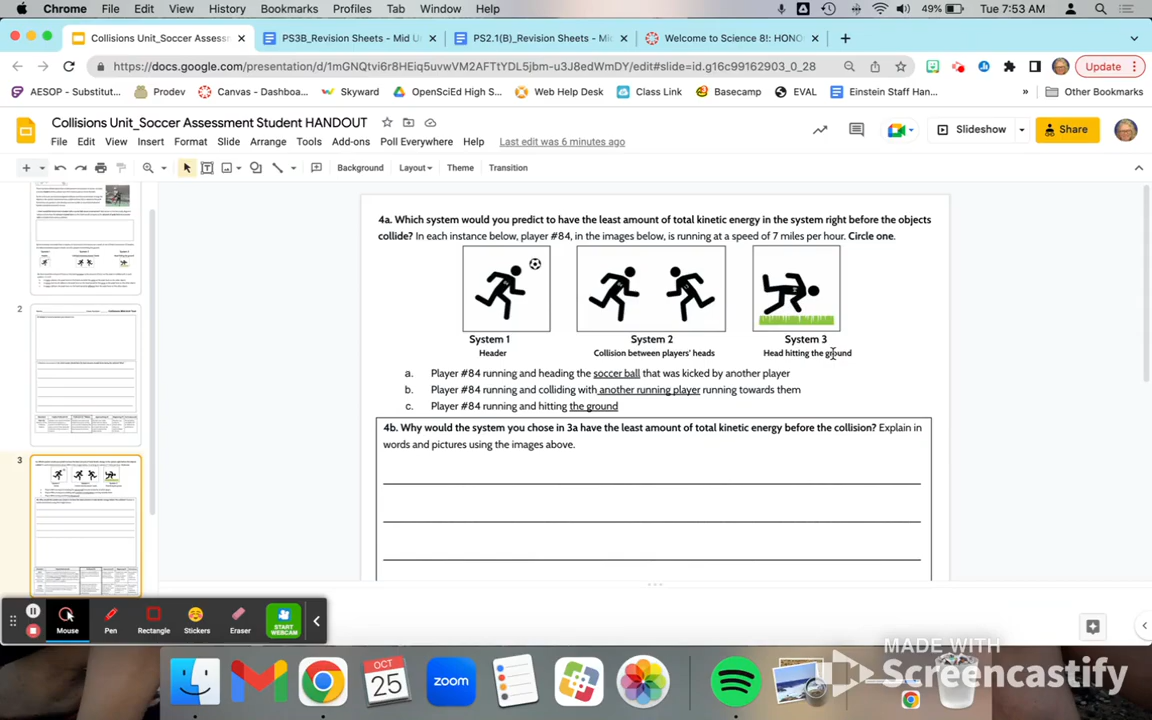 Chrome File Edit View History Bookmarks Profiles Tab Window Help 49% Tue 7:53 AM
Collisions Unit_Soccer Assessm PS3B_Revision Sheets - Mid U PS2.1(B)_Revision Sheets - Mi Welcome to Science 8!: HONO
https://docs.google.com/presentation/d/1mGNQtvi6r8HEiq5uvwVM2AFTtYDL5jbm-u3J8edWmDY/edit#slide=id.g16c99162903_0_28 Update
AESOP - Substitut... Prodev Canvas - Dashboa... Skyward OpenSciEd High S... Web Help Desk Class Link Basecamp EVAL Einstein Staff Han... » Other Bookmarks
Collisions Unit_Soccer Assessment Student HANDOUT
File Edit View Insert Format Slide Arrange Tools Add-ons Poll Everywhere Help Last edit was 6 minutes ago
Slideshow Share
Background Layout Theme Transition
4a. Which system would you predict to have the least amount of total kinetic energy in the system right before the objects
collide? In each instance below, player #84, in the images below, is running at a speed of 7 miles per hour. Circle one.
System 1 System 2 System 3
Header Collision between players' heads Head hitting the ground
a. Player #84 running and heading the soccer ball that was kicked by another player
b. Player #84 running and colliding with another running player running towards them
c. Player #84 running and hitting the ground
4b. Why would the system you chose in 3a have the least amount of total kinetic energy before the collision? Explain in
words and pictures using the images above.
2
3
Mouse Pen Rectangle Stickers Eraser START WEBCAM
OCT
25
zoom
MADE WITH
Screencastify